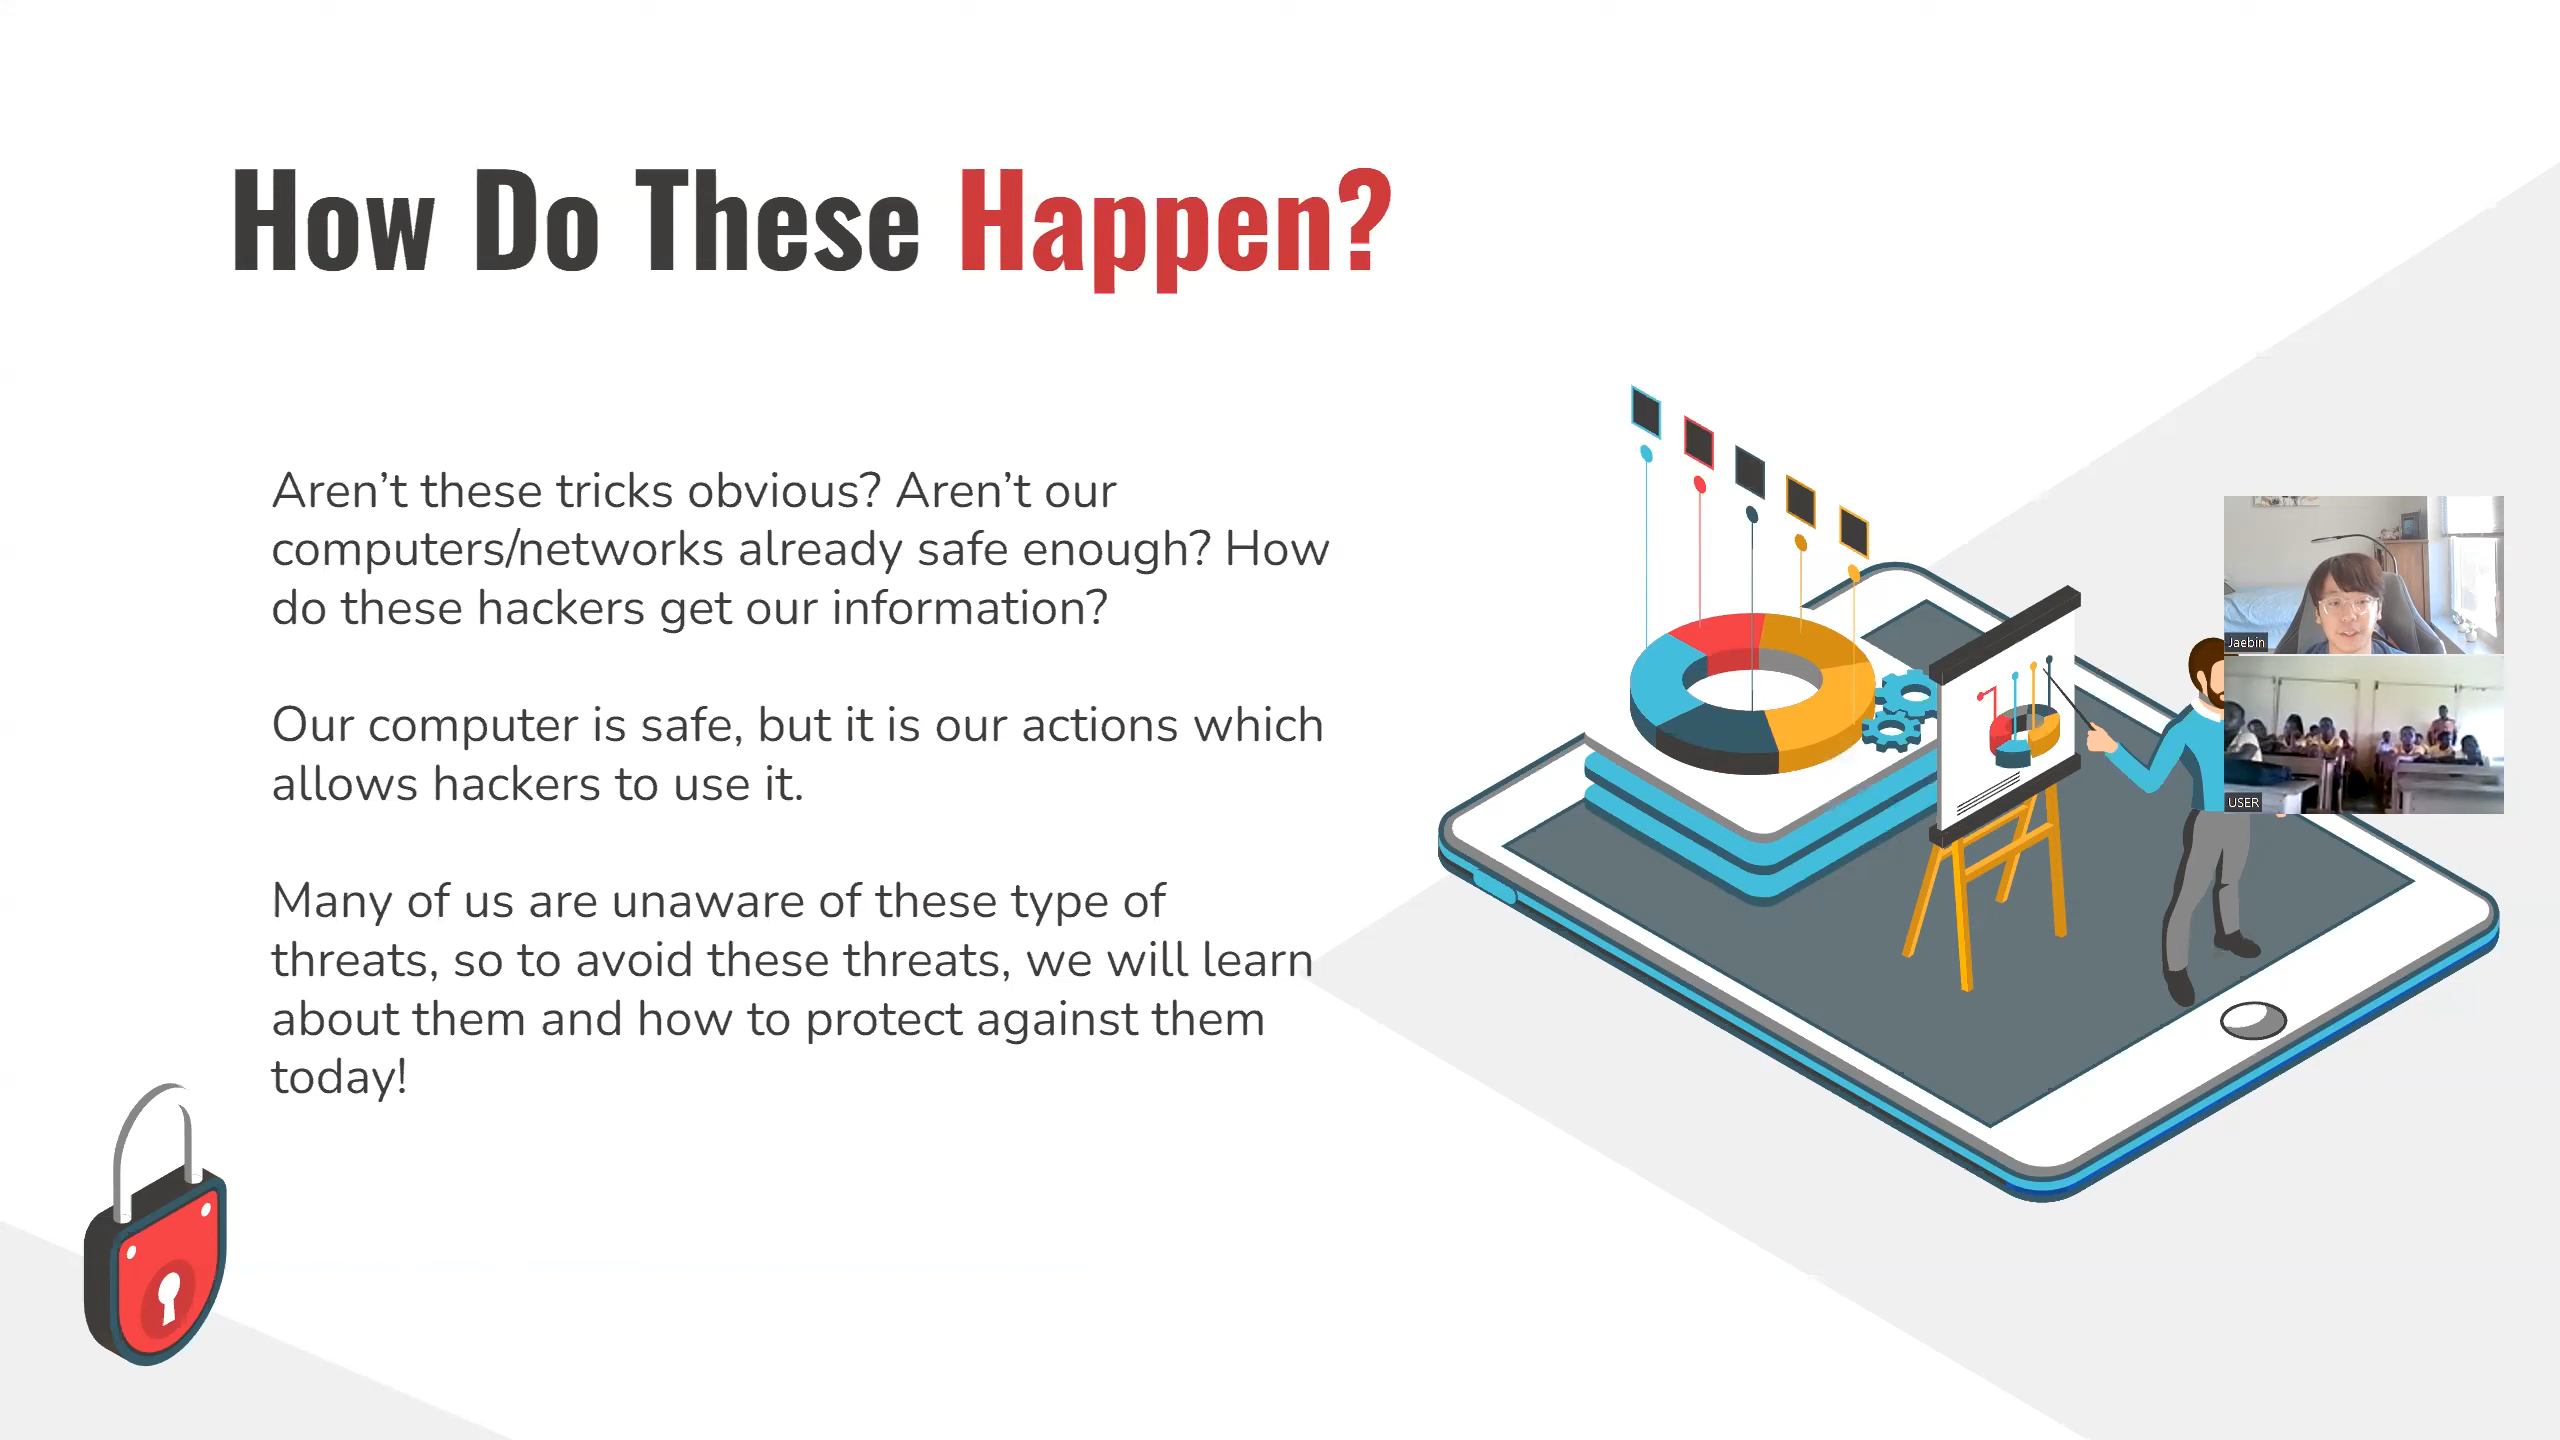 How Do These Happen?
Aren’t these tricks obvious? Aren’t our
computers/networks already safe enough? How
do these hackers get our information?
Our computer is safe, but it is our actions which
allows hackers to use it.
Many of us are unaware of these type of
threats, so to avoid these threats, we will learn
about them and how to protect against them
today!
Jaebin
USER